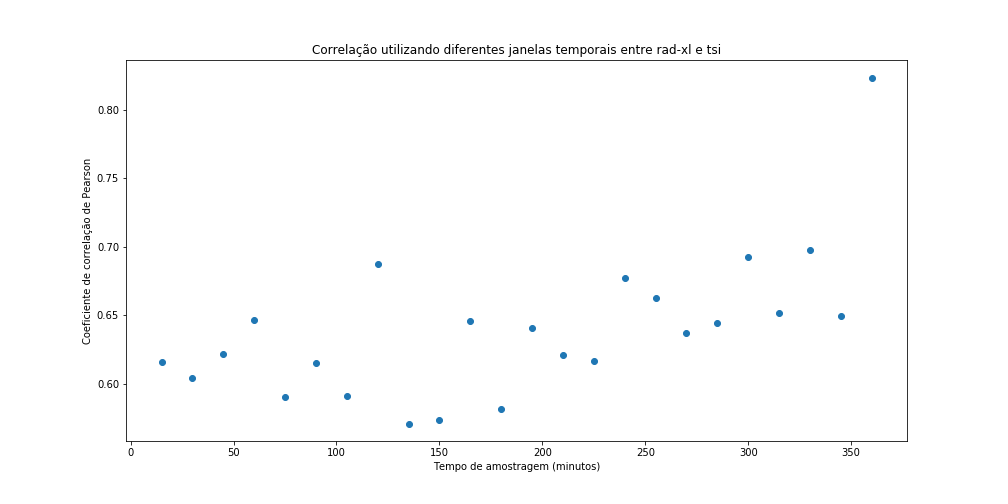 Correlação utilizando diferentes janelas temporais entre rad-xl e tsi
Coeficiente de correlação de Pearson
0.80
0.75
0.70
0.65
0.60
0 50 100 150 200 250 300 350
Tempo de amostragem (minutos)